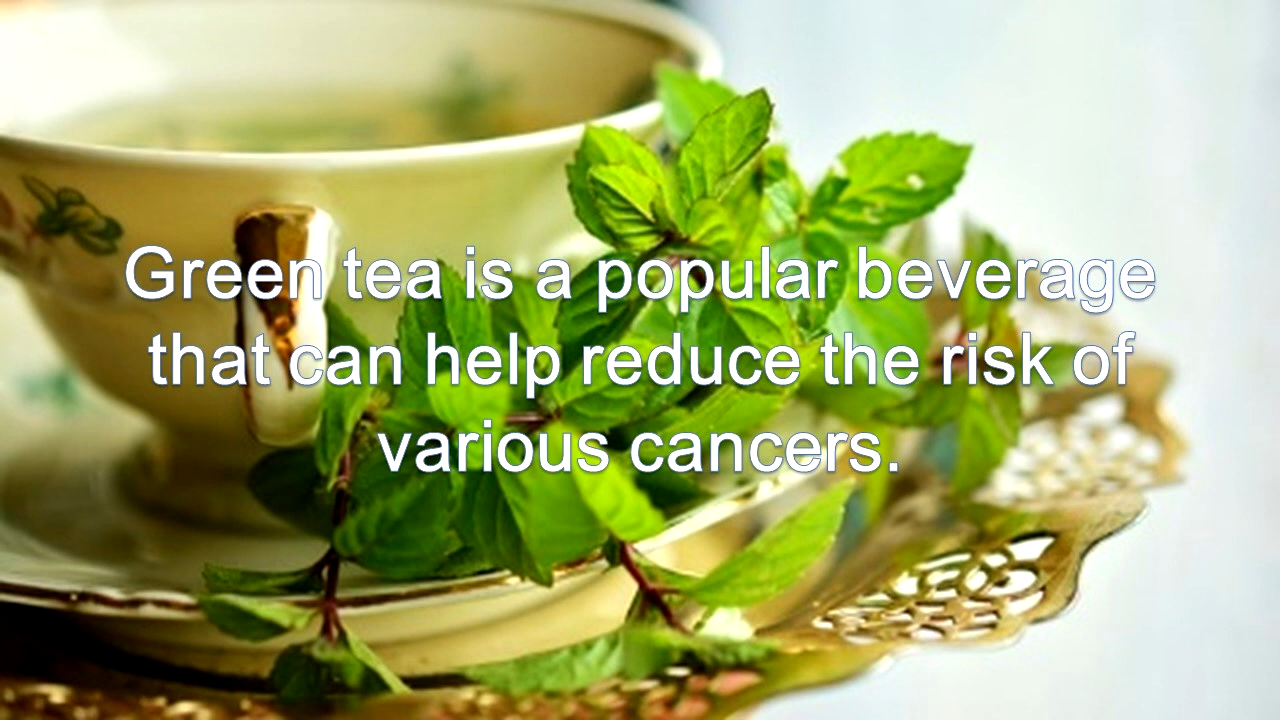 Green tea is a popular beverage
that can help reduce the risk of
various cancers.